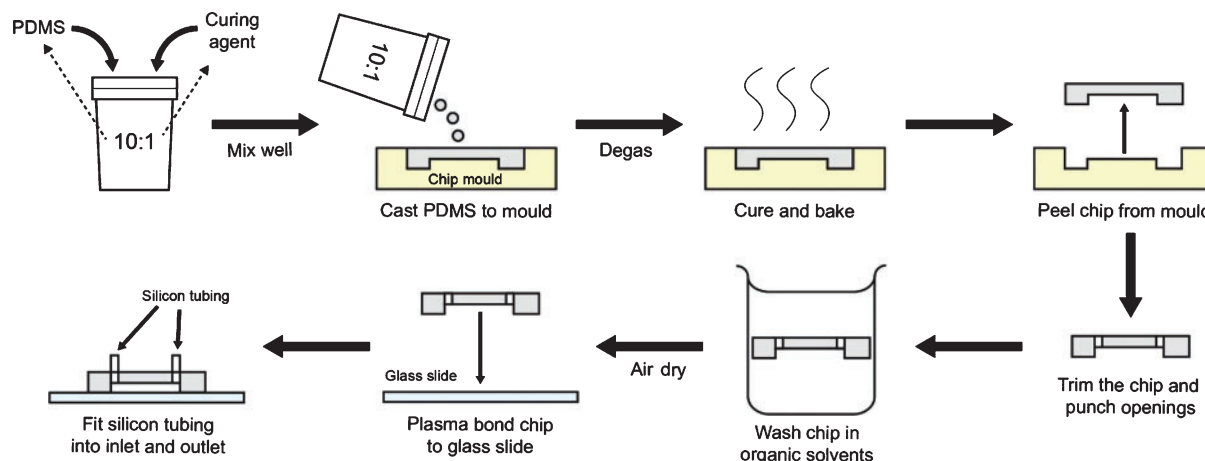 PDMS
Curing
agent
10:1
Mix well
10:1
Chip mould
Cast PDMS to mould
Degas
Cure and bake
Peel chip from mould
Silicon tubing
Fit silicon tubing
into inlet and outlet
Glass slide
Plasma bond chip
to glass slide
Air dry
Wash chip in
organic solvents
Trim the chip and
punch openings